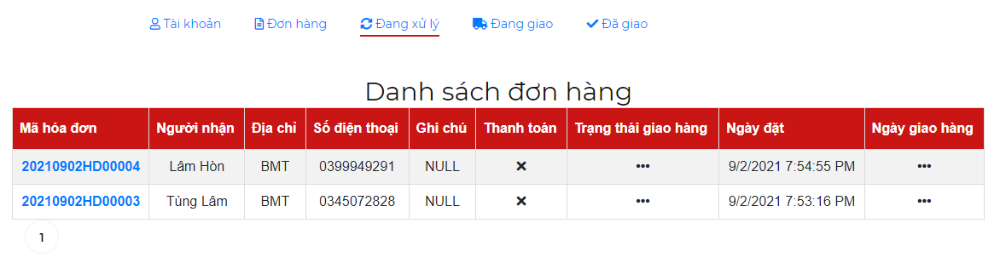 Tài khoản Đơn hàng Đang xử lý Đang giao Đã giao
Danh sách đơn hàng
Mã hóa đơn Người nhận Địa chỉ Số điện thoại Ghi chú Thanh toán Trạng thái giao hàng Ngày đặt Ngày giao hàng
20210902HD00004 Lâm Hòn BMT 0399949291 NULL 9/2/2021 7:54:55 PM
20210902HD00003 Tùng Lâm BMT 0345072828 NULL 9/2/2021 7:53:16 PM
1